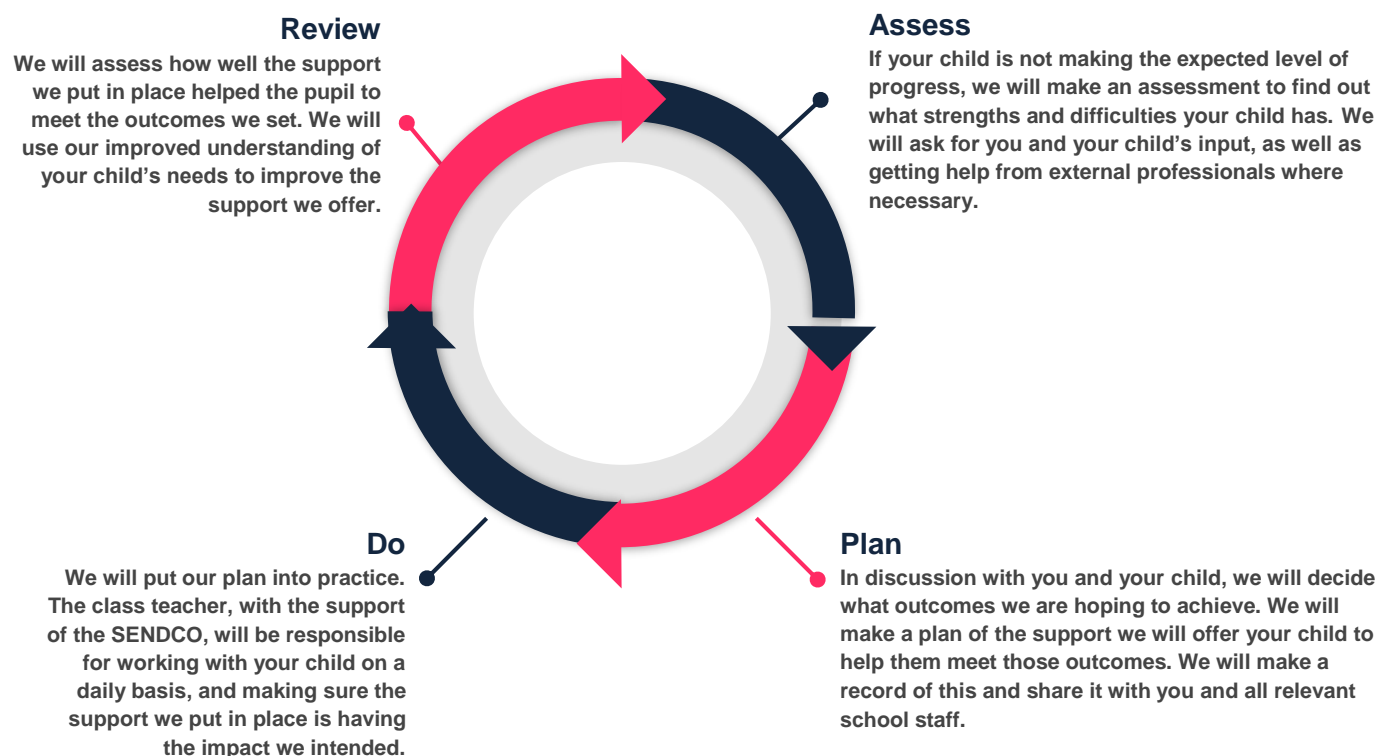 Review
We will assess how well the support
we put in place helped the pupil to
meet the outcomes we set. We will
use our improved understanding of
your child’s needs to improve the
support we offer.
Assess
If your child is not making the expected level of
progress, we will make an assessment to find out
what strengths and difficulties your child has. We
will ask for you and your child’s input, as well as
getting help from external professionals where
necessary.
Do
We will put our plan into practice.
The class teacher, with the support
of the SENDCO, will be responsible
for working with your child on a
daily basis, and making sure the
support we put in place is having
the impact we intended.
Plan
In discussion with you and your child, we will decide
what outcomes we are hoping to achieve. We will
make a plan of the support we will offer your child to
help them meet those outcomes. We will make a
record of this and share it with you and all relevant
school staff.